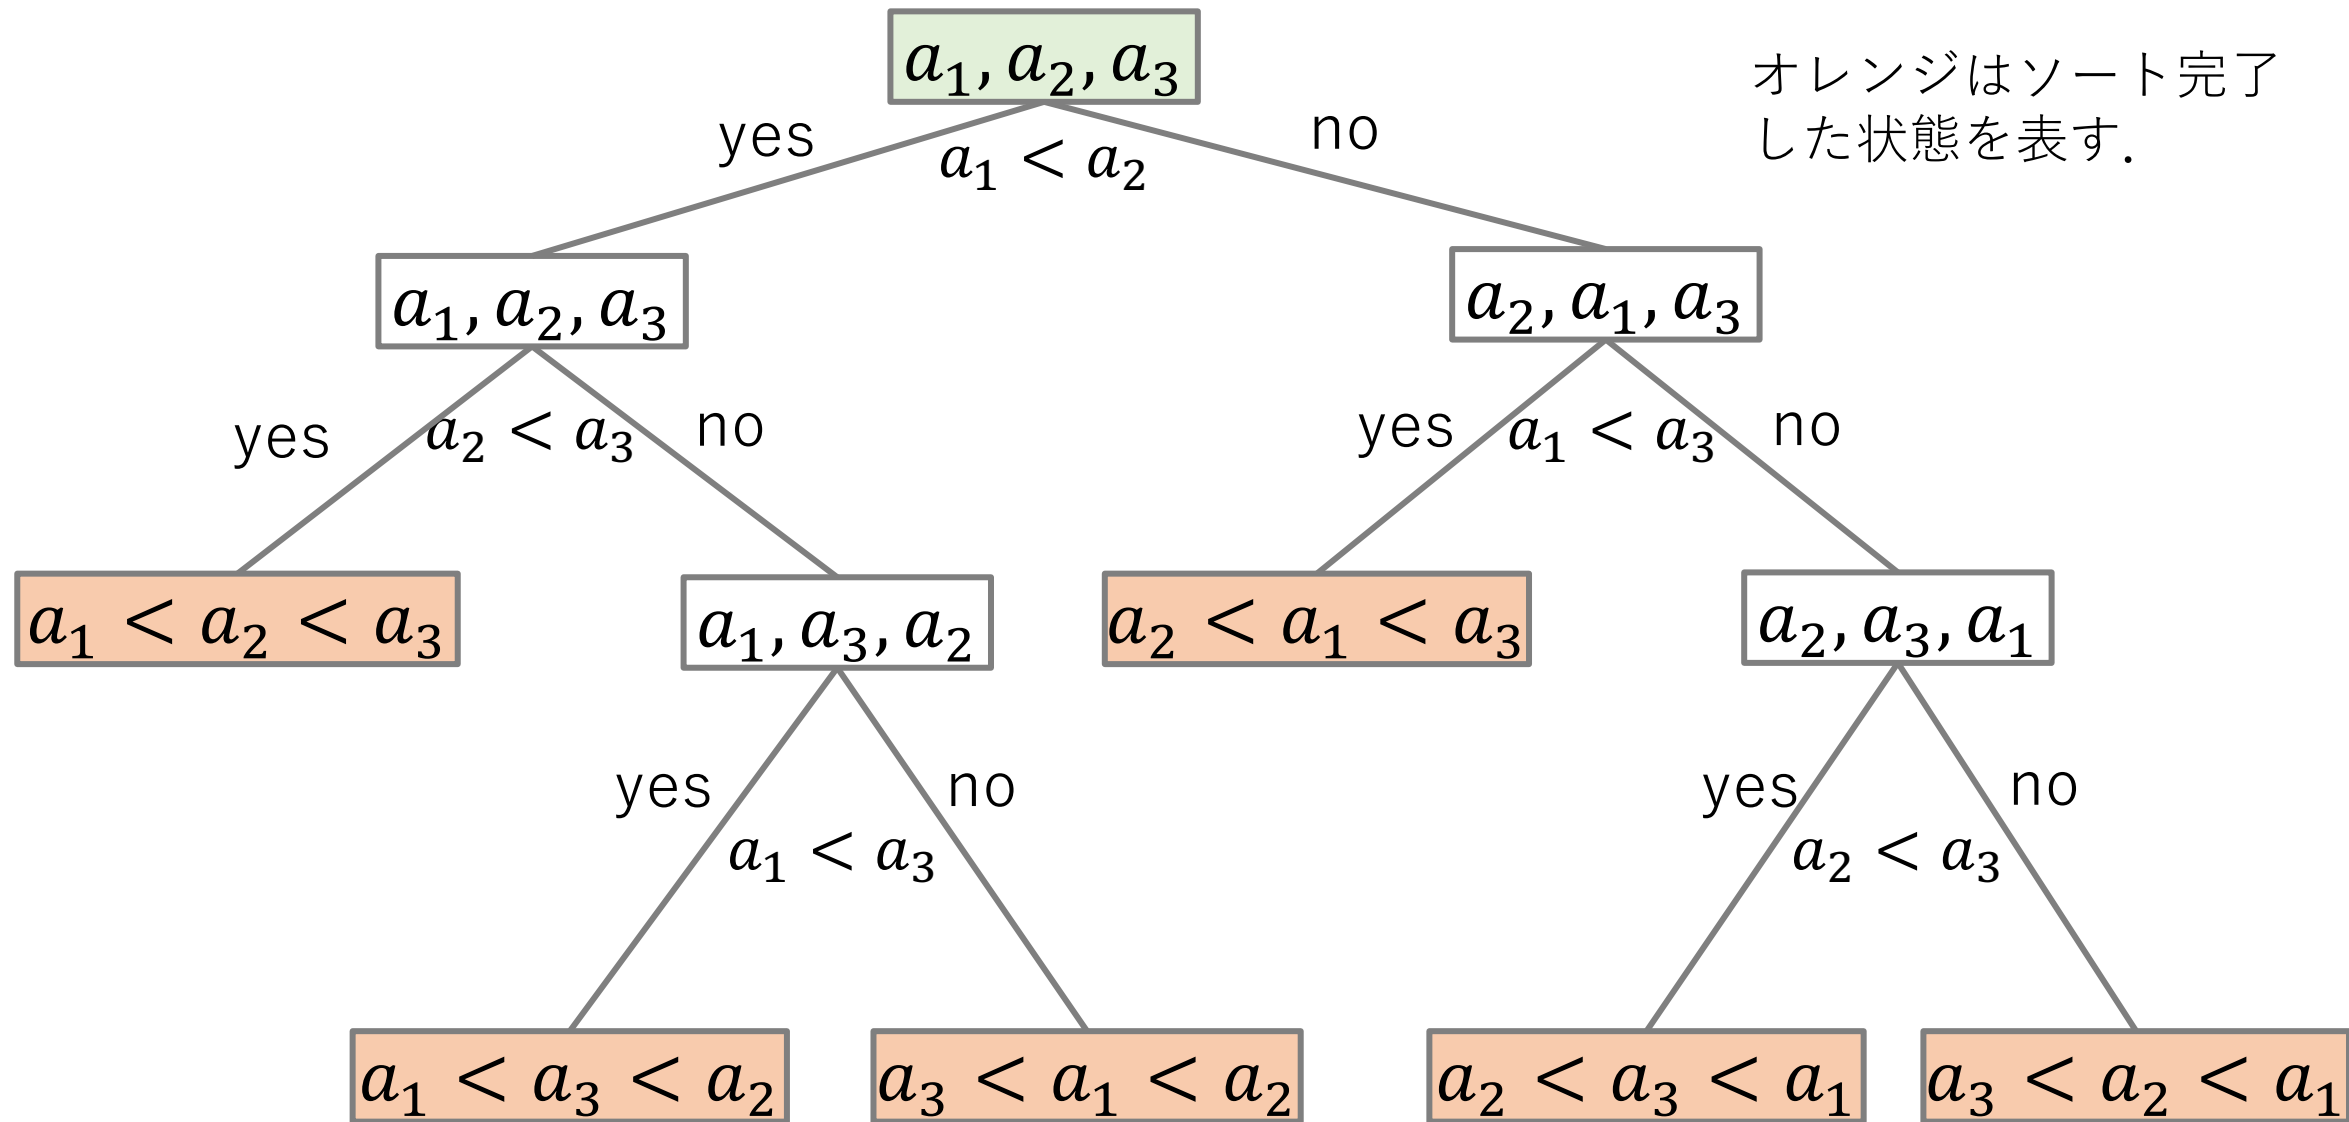 a₁, a₂, a₃
オレンジはソート完了
した状態を表す.
yes
a₁ < a₂
no
a₁, a₂, a₃
a₂, a₁, a₃
yes
a₂ < a₃
no
yes
a₁ < a₃
no
a₁ < a₂ < a₃
a₁, a₃, a₂
a₂ < a₁ < a₃
a₂, a₃, a₁
yes
no
a₁ < a₃
yes
no
a₂ < a₃
a₁ < a₃ < a₂
a₃ < a₁ < a₂
a₂ < a₃ < a₁
a₃ < a₂ < a₁